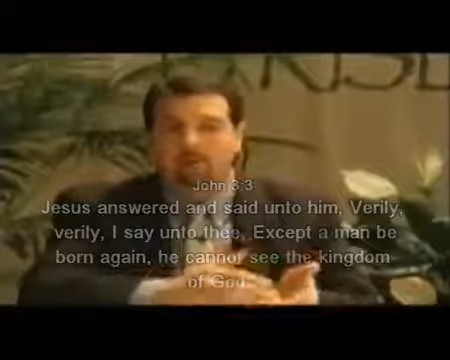 John 3:3
Jesus answered and said unto him, Verily,
verily, I say unto thee, Except a man be
born again, he cannot see the kingdom
of God.